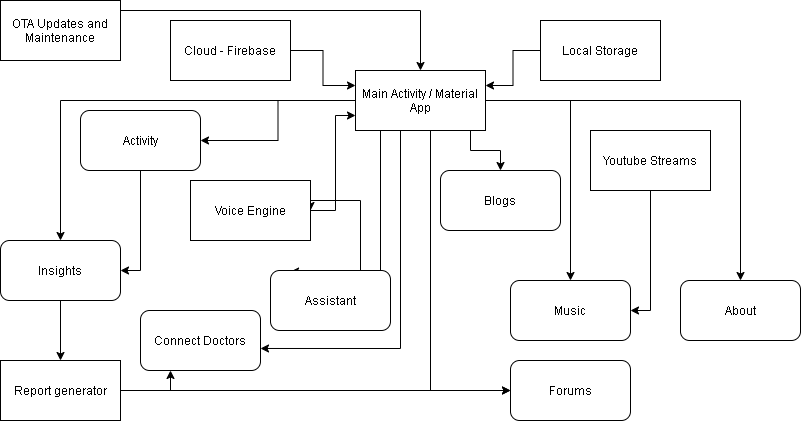 OTA Updates and
Maintenance
Cloud - Firebase
Local Storage
Main Activity / Material
App
Activity
Youtube Streams
Voice Engine
Blogs
Insights
Assistant
Music
About
Connect Doctors
Report generator
Forums